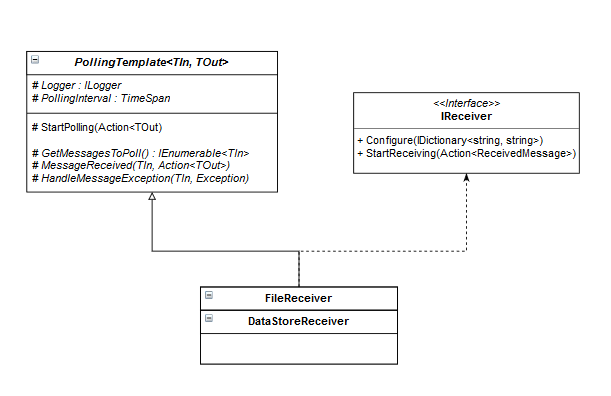 PollingTemplate<TIn, TOut>
# Logger : ILogger
# PollingInterval : TimeSpan
# StartPolling(Action<TOut)
# GetMessagesToPoll() : IEnumerable<TIn>
# MessageReceived(TIn, Action<TOut>)
# HandleMessageException(TIn, Exception)
<<Interface>>
IReceiver
+ Configure(IDictionary<string, string>)
+ StartReceiving(Action<ReceivedMessage>)
FileReceiver
DataStoreReceiver